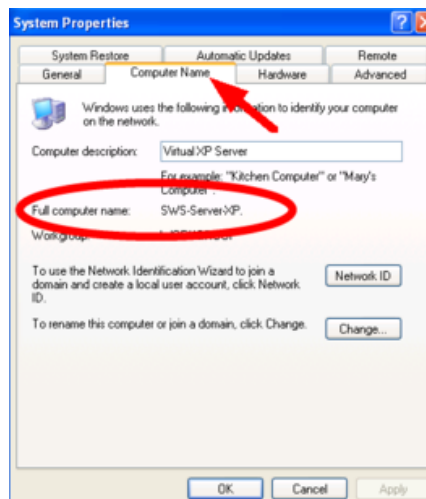 System Properties
System Restore Automatic Updates Remote
General Computer Name Hardware Advanced
Windows uses the following to identify your computer
on the network.
Computer description: Virtual XP Server
For example: "Kitchen Computer" or "Mary's
Computer".
Full computer name: SWS-Server-XP.
Workgroup:
To use the Network Identification Wizard to join a
domain and create a local user account, click Network
ID.
Network ID
To rename this computer or join a domain, click Change.
Change...
OK Cancel Apply